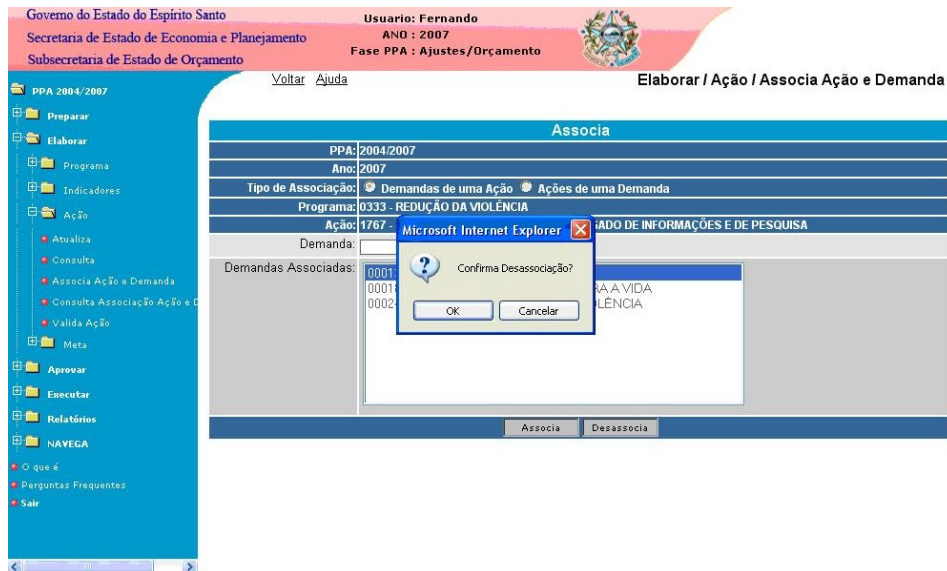 Governo do Estado do Espírito Santo
Secretaria de Estado de Economia e Planejamento
Subsecretaria de Estado de Orçamento
Usuario: Fernando
ANO : 2007
Fase PPA : Ajustes/Orçamento
Voltar Ajuda
Elaborar / Ação / Associa Ação e Demanda
PPA 2004/2007
Preparar
Elaborar
Programa
Indicadores
Ação
Atualiza
Consulta
Associa Ação e Demanda
Consulta Associação Ação e D
Valida Ação
Meta
Aprovar
Executar
Relatórios
NAVEGA
O que é
Perguntas Frequentes
Sair
Associa
PPA: 2004/2007
Ano: 2007
Tipo de Associação: Demandas de uma Ação Ações de uma Demanda
Programa: 0333 - REDUÇÃO DA VIOLÊNCIA
Ação: 1767 - GADO DE INFORMAÇÕES E DE PESQUISA
Demanda:
Demandas Associadas:
0001
0001 RA A VIDA
0002 OLÊNCIA
Microsoft Internet Explorer
Confirma Desassociação?
OK Cancelar
Associa Desassocia